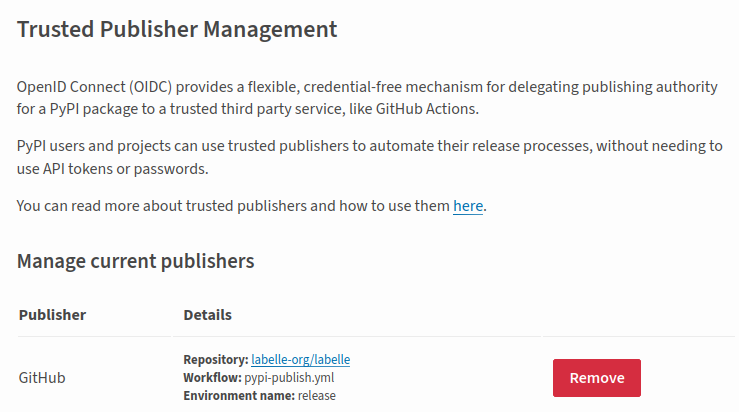 Trusted Publisher Management
OpenID Connect (OIDC) provides a flexible, credential-free mechanism for delegating publishing authority
for a PyPI package to a trusted third party service, like GitHub Actions.
PyPI users and projects can use trusted publishers to automate their release processes, without needing to
use API tokens or passwords.
You can read more about trusted publishers and how to use them here.
Manage current publishers
Publisher Details
Repository: labelle-org/labelle
GitHub Workflow: pypi-publish.yml Remove
Environment name: release